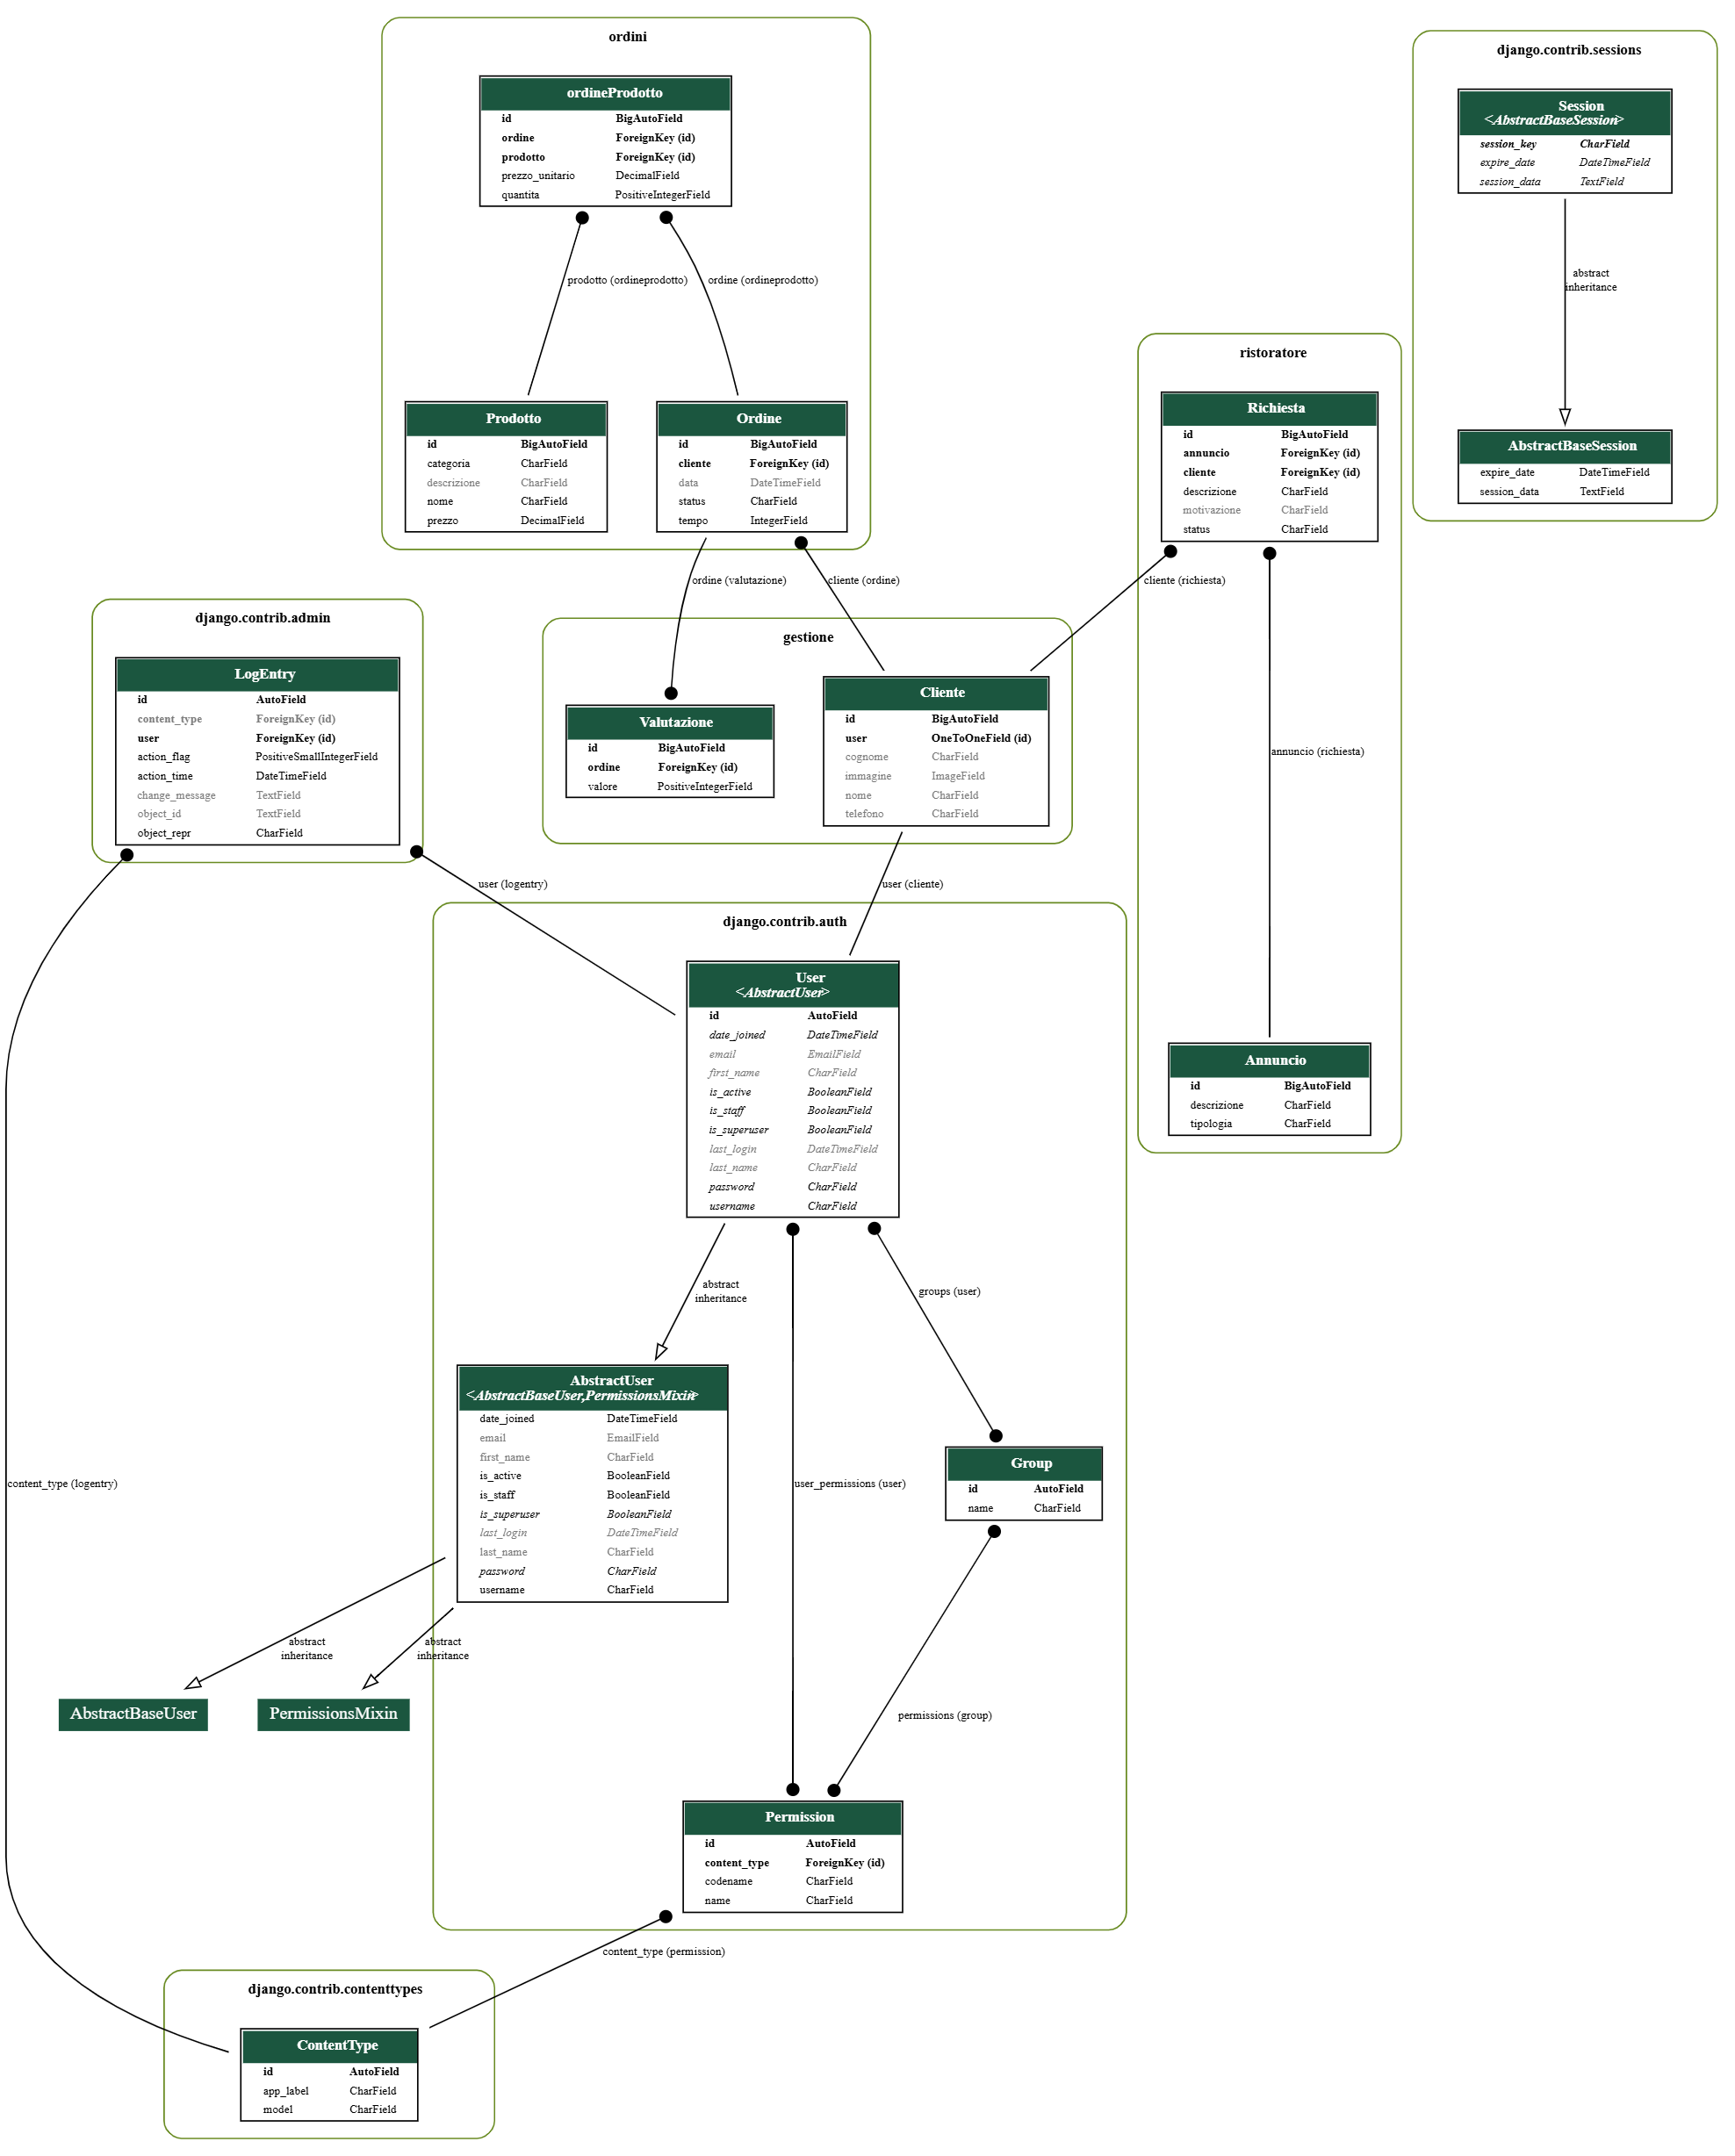 ordini
ordineProdotto
id BigAutoField
ordine ForeignKey (id)
prodotto ForeignKey (id)
prezzo_unitario DecimalField
quantita PositiveIntegerField
prodotto (ordineprodotto)
ordine (ordineprodotto)
Prodotto
id BigAutoField
categoria CharField
descrizione CharField
nome CharField
prezzo DecimalField
Ordine
id BigAutoField
cliente ForeignKey (id)
data DateTimeField
status CharField
tempo IntegerField
django.contrib.sessions
Session
<AbstractBaseSession>
session_key CharField
expire_date DateTimeField
session_data TextField
abstract
inheritance
AbstractBaseSession
expire_date DateTimeField
session_data TextField
ristoratore
Richiesta
id BigAutoField
annuncio ForeignKey (id)
cliente ForeignKey (id)
descrizione CharField
motivazione CharField
status CharField
ordine (valutazione)
cliente (ordine)
cliente (richiesta)
annuncio (richiesta)
Annuncio
id BigAutoField
descrizione CharField
tipologia CharField
django.contrib.admin
LogEntry
id AutoField
content_type ForeignKey (id)
user ForeignKey (id)
action_flag PositiveSmallIntegerField
action_time DateTimeField
change_message TextField
object_id TextField
object_repr CharField
gestione
Valutazione
id BigAutoField
ordine ForeignKey (id)
valore PositiveIntegerField
Cliente
id BigAutoField
user OneToOneField (id)
cognome CharField
immagine ImageField
nome CharField
telefono CharField
user (logentry)
user (cliente)
django.contrib.auth
User
<AbstractUser>
id AutoField
date_joined DateTimeField
email EmailField
first_name CharField
is_active BooleanField
is_staff BooleanField
is_superuser BooleanField
last_login DateTimeField
last_name CharField
password CharField
username CharField
abstract
inheritance
groups (user)
AbstractUser
<AbstractBaseUser,PermissionsMixin>
date_joined DateTimeField
email EmailField
first_name CharField
is_active BooleanField
is_staff BooleanField
is_superuser BooleanField
last_login DateTimeField
last_name CharField
password CharField
username CharField
content_type (logentry)
user_permissions (user)
Group
id AutoField
name CharField
abstract
inheritance
abstract
inheritance
AbstractBaseUser
PermissionsMixin
permissions (group)
Permission
id AutoField
content_type ForeignKey (id)
codename CharField
name CharField
content_type (permission)
django.contrib.contenttypes
ContentType
id AutoField
app_label CharField
model CharField